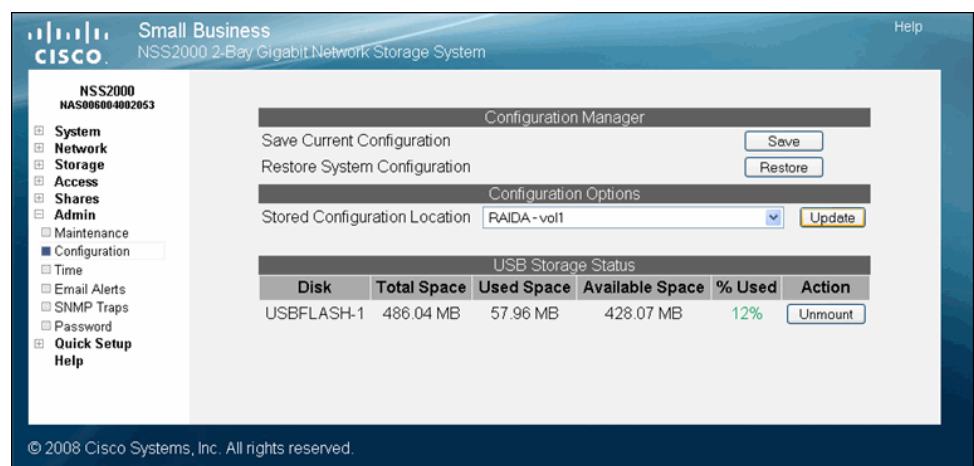 CISCO.
Small Business
NSS2000 2-Bay Gigabit Network Storage System
Help
NSS2000
NAS006004002053
System
Network
Storage
Access
Shares
Admin
Maintenance
Configuration
Time
Email Alerts
SNMP Traps
Password
Quick Setup
Help
Configuration Manager
Save Current Configuration Save
Restore System Configuration Restore
Configuration Options
Stored Configuration Location RAIDA - vol1 Update
USB Storage Status
Disk Total Space Used Space Available Space % Used Action
USBFLASH-1 486.04 MB 57.96 MB 428.07 MB 12% Unmount
© 2008 Cisco Systems, Inc. All rights reserved.